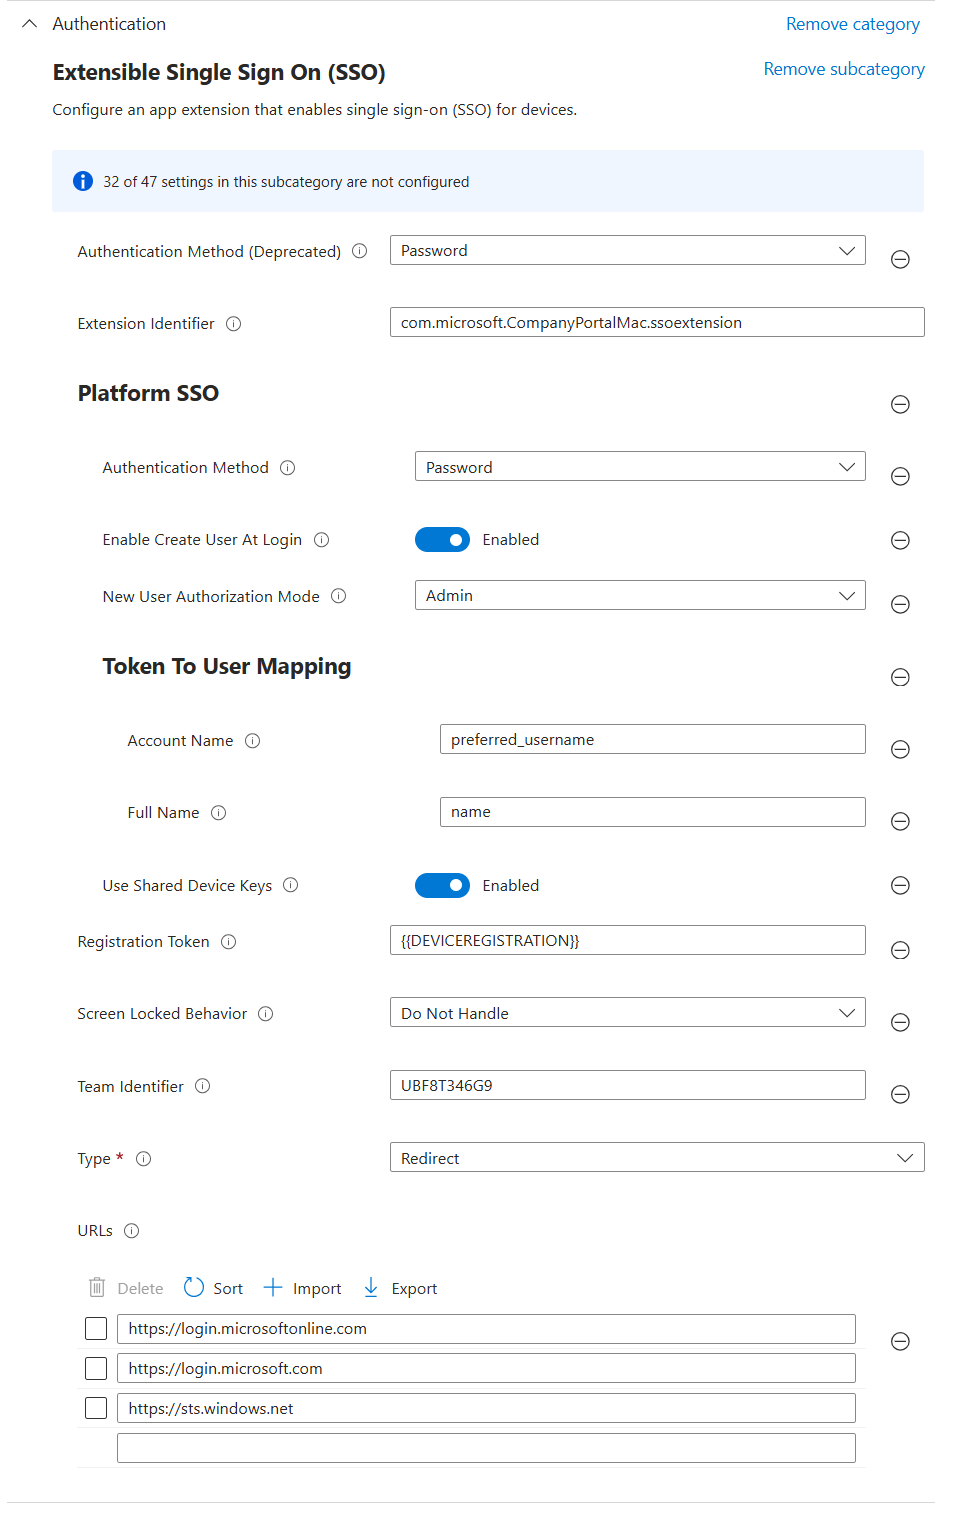 Authentication
Remove category
Extensible Single Sign On (SSO)
Remove subcategory
Configure an app extension that enables single sign-on (SSO) for devices.
32 of 47 settings in this subcategory are not configured
Authentication Method (Deprecated)
Password
Extension Identifier
com.microsoft.CompanyPortalMac.ssoextension
Platform SSO
Authentication Method
Password
Enable Create User At Login
Enabled
New User Authorization Mode
Admin
Token To User Mapping
Account Name
preferred_username
Full Name
name
Use Shared Device Keys
Enabled
Registration Token
{{DEVICEREGISTRATION}}
Screen Locked Behavior
Do Not Handle
Team Identifier
UBF8T346G9
Type *
Redirect
URLs
Delete
Sort
Import
Export
https://login.microsoftonline.com
https://login.microsoft.com
https://sts.windows.net